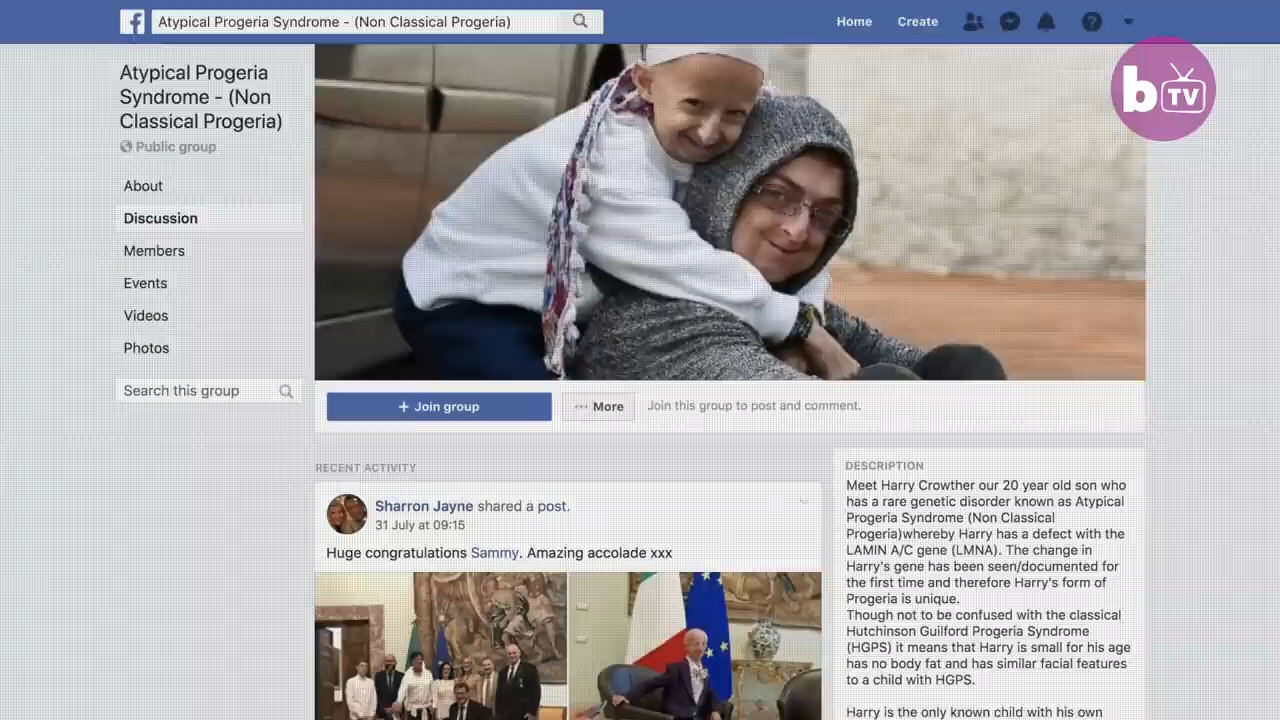 Atypical Progeria Syndrome - (Non Classical Progeria)
Home
Create
b TV
Atypical Progeria
Syndrome - (Non
Classical Progeria)
Public group
About
Discussion
Members
Events
Videos
Photos
Search this group
+ Join group
··· More
Join this group to post and comment.
RECENT ACTIVITY
Sharron Jayne shared a post.
31 July at 09:15
Huge congratulations Sammy. Amazing accolade xxx
DESCRIPTION
Meet Harry Crowther our 20 year old son who
has a rare genetic disorder known as Atypical
Progeria Syndrome (Non Classical
Progeria)whereby Harry has a defect with the
LAMIN A/C gene (LMNA). The change in
Harry's gene has been seen/documented for
the first time and therefore Harry's form of
Progeria is unique.
Though not to be confused with the classical
Hutchinson Guilford Progeria Syndrome
(HGPS) it means that Harry is small for his age
has no body fat and has similar facial features
to a child with HGPS.
Harry is the only known child with his own